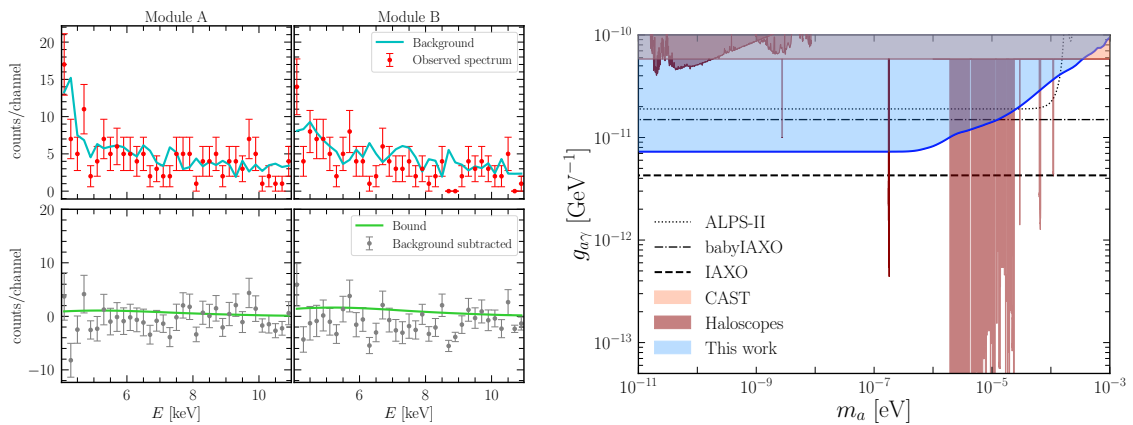 Module A
Module B
20
15
10
5
0
counts/channel
Background
Observed spectrum
20
10
0
−10
counts/channel
Bound
Background subtracted
6
8
10
6
8
10
E [keV]
E [keV]
10⁻¹⁰
10⁻¹¹
10⁻¹²
10⁻¹³
g_{aγ} [GeV⁻¹]
ALPS-II
babyIAXO
IAXO
CAST
Haloscopes
This work
10⁻¹¹
10⁻⁹
10⁻⁷
10⁻⁵
10⁻³
m_a [eV]